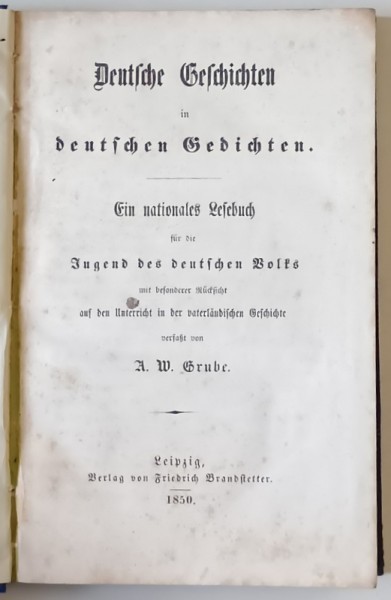 Deutsche Geschichten
in
deutschen Gedichten.
Ein nationales Lesebuch
für die
Jugend des deutschen Volks
mit besonderer Rücksicht
auf den Unterricht in der vaterländischen Geschichte
verfaßt von
A. W. Grube.
Leipzig,
Verlag von Friedrich Brandstetter.
1850.